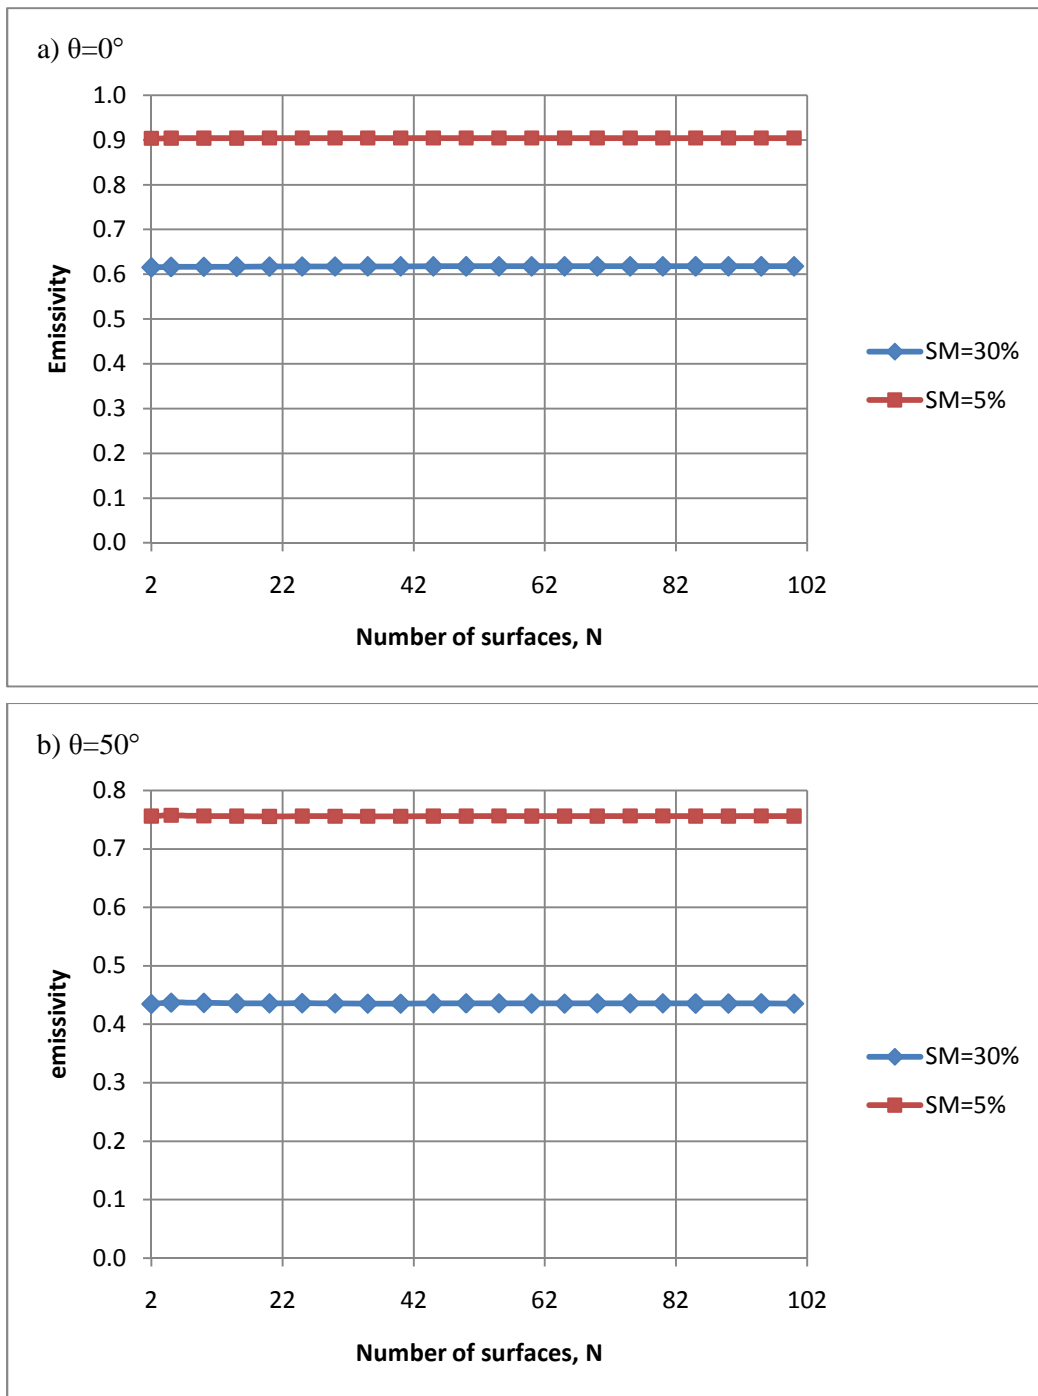 a) θ=0°
1.0
0.9
0.8
0.7
0.6
0.5
0.4
0.3
0.2
0.1
0.0
Emissivity
2 22 42 62 82 102
Number of surfaces, N
SM=30%
SM=5%
b) θ=50°
0.8
0.7
0.6
0.5
0.4
0.3
0.2
0.1
0.0
emissivity
2 22 42 62 82 102
Number of surfaces, N
SM=30%
SM=5%